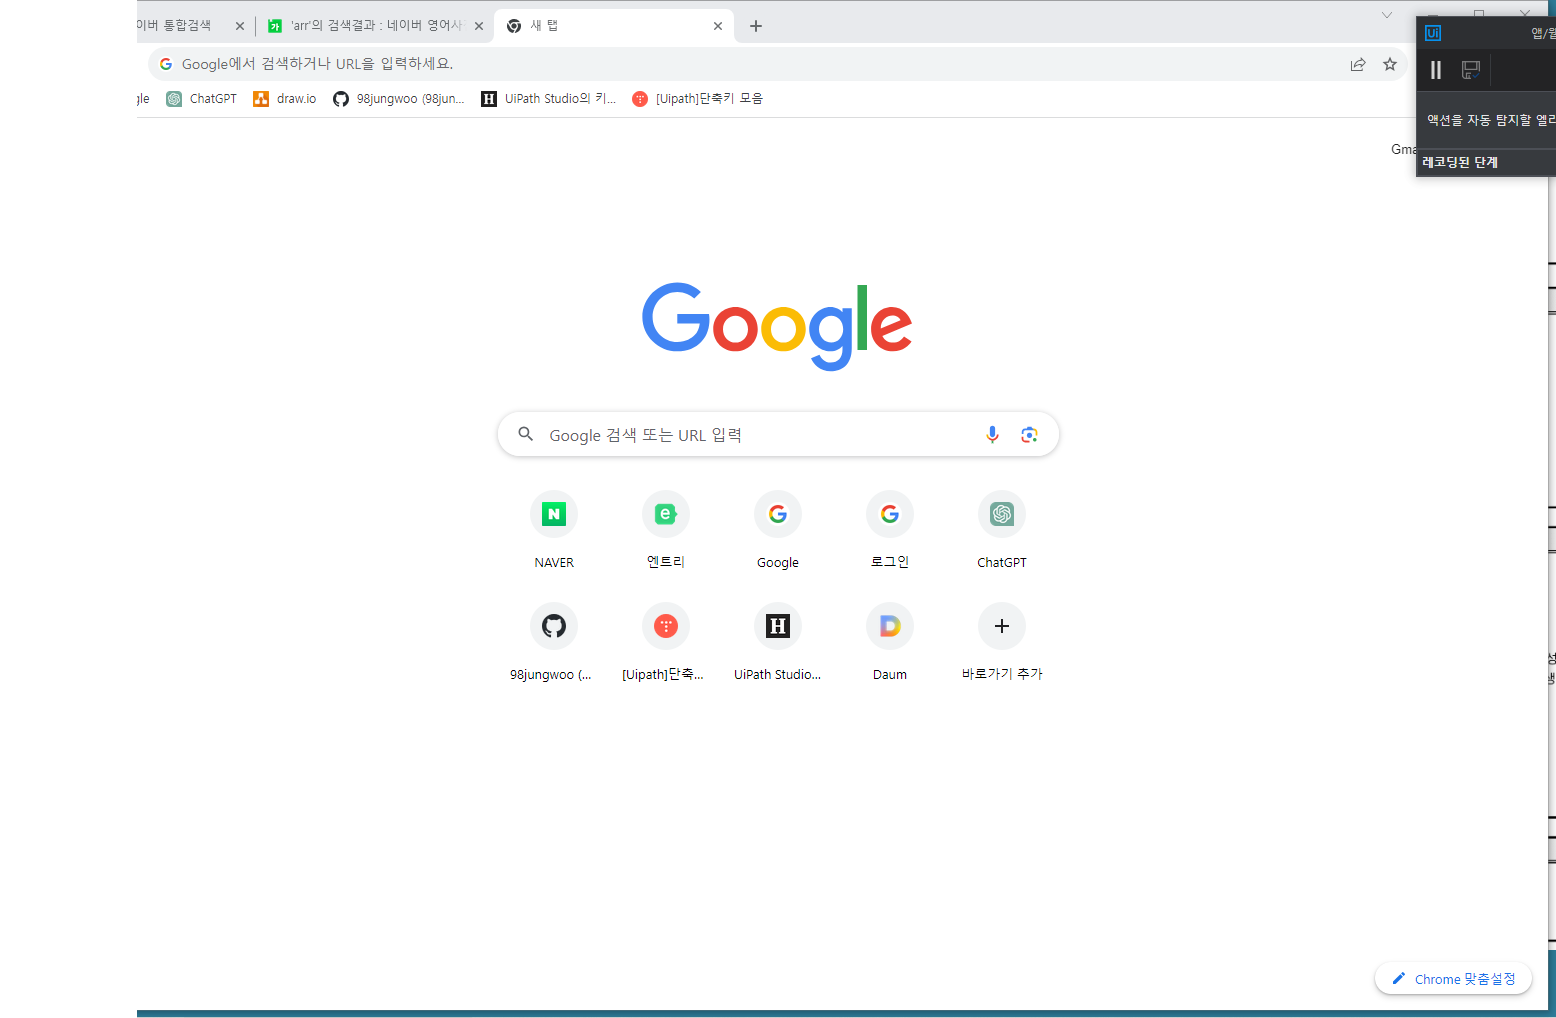 이버 통합검색
'arr'의 검색결과 : 네이버 영어사
새 탭
Ui
앱/
Google에서 검색하거나 URL을 입력하세요.
gle
ChatGPT
draw.io
98jungwoo (98jun...
UiPath Studio의 키...
[Uipath]단축키 모음
액션을 자동 탐지할 엘리
Gma
레코딩된 단계
Google
Google 검색 또는 URL 입력
NAVER
엔트리
Google
로그인
ChatGPT
98jungwoo (...
[Uipath]단축...
UiPath Studio...
Daum
바로가기 추가
성
생
Chrome 맞춤설정